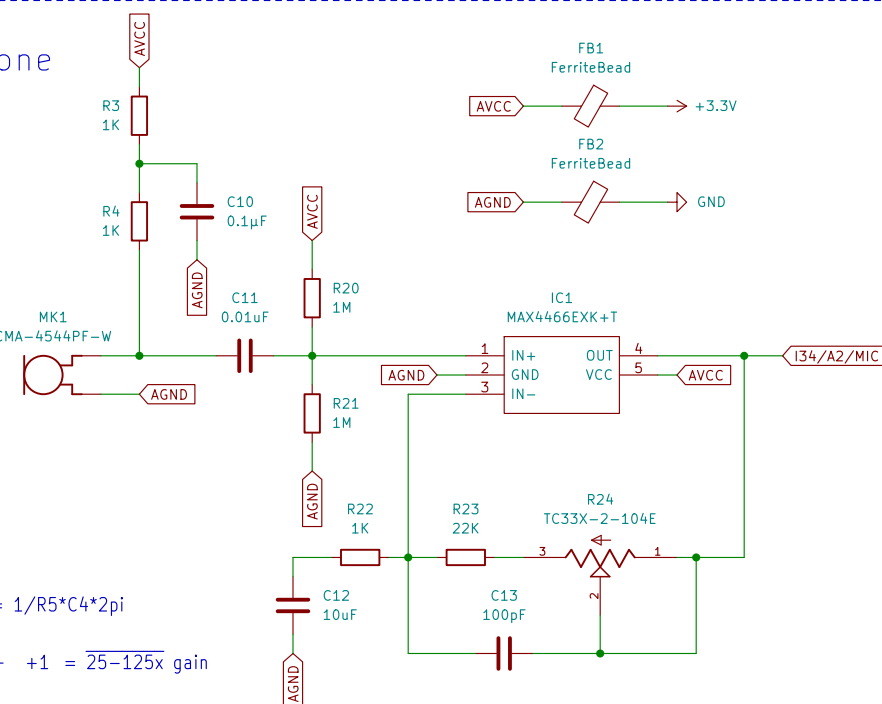 one
AVCC
R3
1K
R4
1K
C10
0.1µF
AGND
FB1
FerriteBead
AVCC
+3.3V
FB2
FerriteBead
AGND
GND
AVCC
R20
1M
C11
0.01uF
MK1
CMA-4544PF-W
AGND
R21
1M
AGND
IC1
MAX4466EXK+T
1
IN+
OUT
4
AGND
2
GND
VCC
5
AVCC
3
IN-
I34/A2/MIC
R22
1K
R23
22K
R24
TC33X-2-104E
3
1
2
C12
10uF
C13
100pF
AGND
= 1/R5*C4*2pi
+1 = 25-125x gain